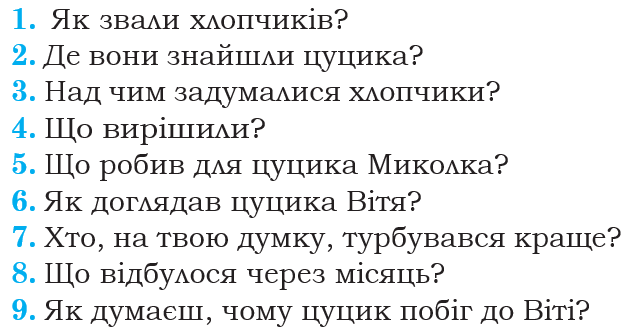 1. Як звали хлопчиків?
2. Де вони знайшли цуцика?
3. Над чим задумалися хлопчики?
4. Що вирішили?
5. Що робив для цуцика Миколка?
6. Як доглядав цуцика Вітя?
7. Хто, на твою думку, турбувався краще?
8. Що відбулося через місяць?
9. Як думаєш, чому цуцик побіг до Віті?